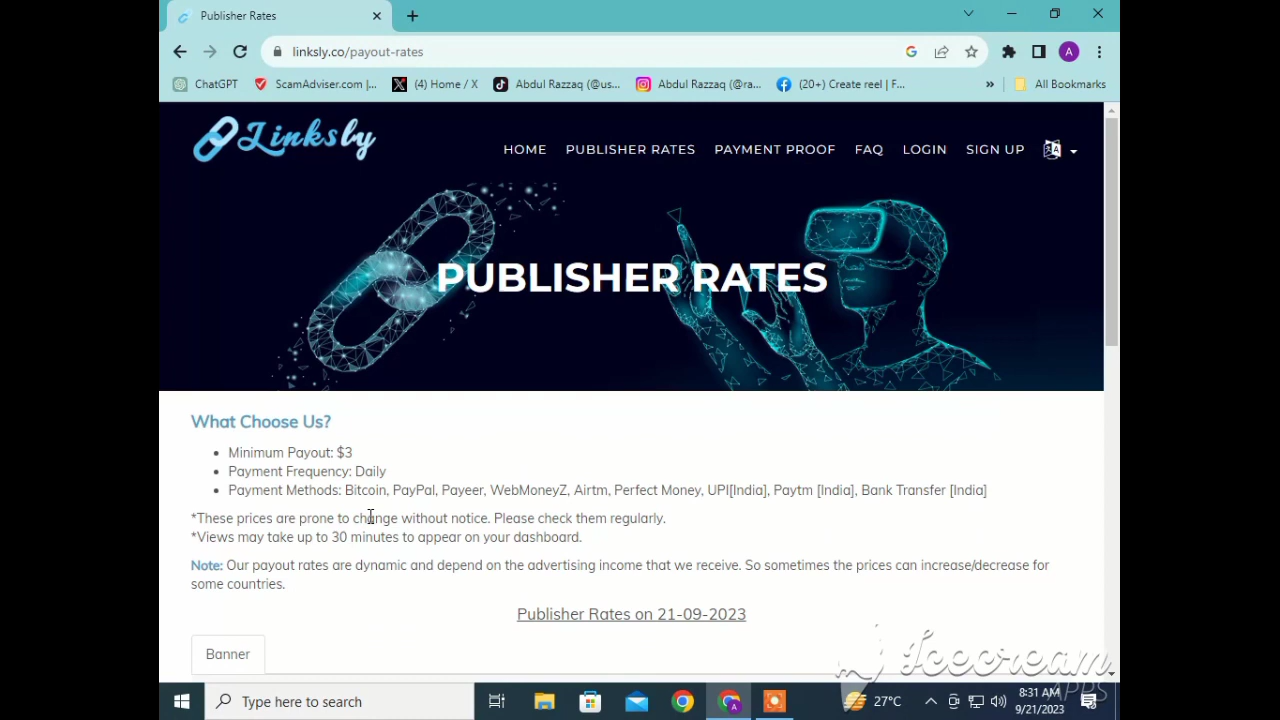 Publisher Rates
linksly.co/payout-rates
A
ChatGPT
ScamAdviser.com |...
(4) Home / X
Abdul Razzaq (@us...
Abdul Razzaq (@ra...
(20+) Create reel | F...
»
All Bookmarks
Linksly
HOME
PUBLISHER RATES
PAYMENT PROOF
FAQ
LOGIN
SIGN UP
PUBLISHER RATES
What Choose Us?
• Minimum Payout: $3
• Payment Frequency: Daily
• Payment Methods: Bitcoin, PayPal, Payeer, WebMoneyZ, Airtm, Perfect Money, UPI[India], Paytm [India], Bank Transfer [India]
*These prices are prone to change without notice. Please check them regularly.
*Views may take up to 30 minutes to appear on your dashboard.
Note: Our payout rates are dynamic and depend on the advertising income that we receive. So sometimes the prices can increase/decrease for
some countries.
Publisher Rates on 21-09-2023
Banner
Icecream
APPS
Type here to search
27°C
8:31 AM
9/21/2023